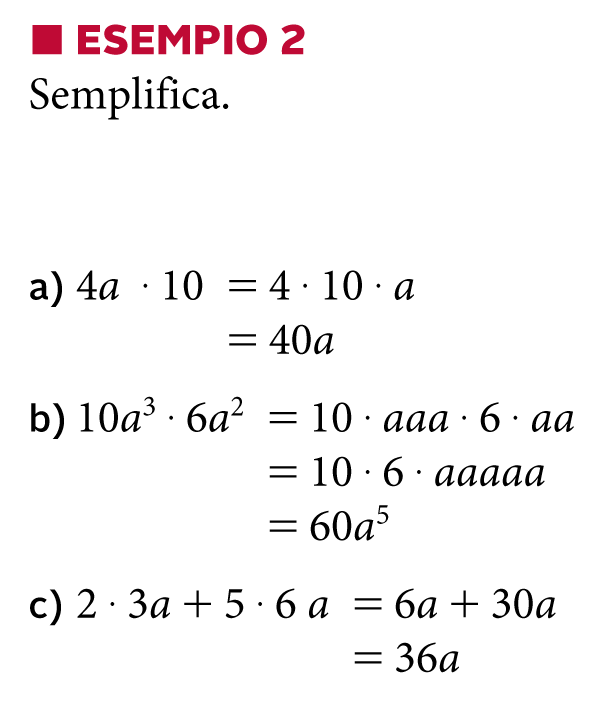 ■ ESEMPIO 2
Semplifica.
a) 4a · 10 = 4 · 10 · a
= 40a
b) 10a³ · 6a² = 10 · aaa · 6 · aa
= 10 · 6 · aaaaa
= 60a⁵
c) 2 · 3a + 5 · 6 a = 6a + 30a
= 36a